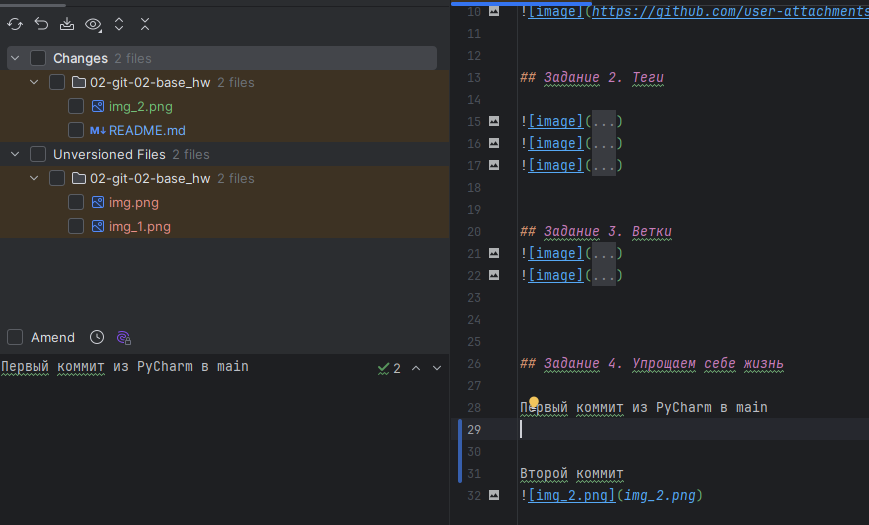 Changes 2 files
02-git-02-base_hw 2 files
img_2.png
M↓ README.md
Unversioned Files 2 files
02-git-02-base_hw 2 files
img.png
img_1.png
Amend
Первый коммит из PyCharm в main
2
10 ![image](https://github.com/user-attachments
11
12
13 ## Задание 2. Теги
14
15 ![image](...)
16 ![image](...)
17 ![image](...)
18
19
20 ## Задание 3. Ветки
21 ![image](...)
22 ![image](...)
23
24
25
26 ## Задание 4. Упрощаем себе жизнь
27
28 Первый коммит из PyCharm в main
29
30
31 Второй коммит
32 ![img_2.png](img_2.png)